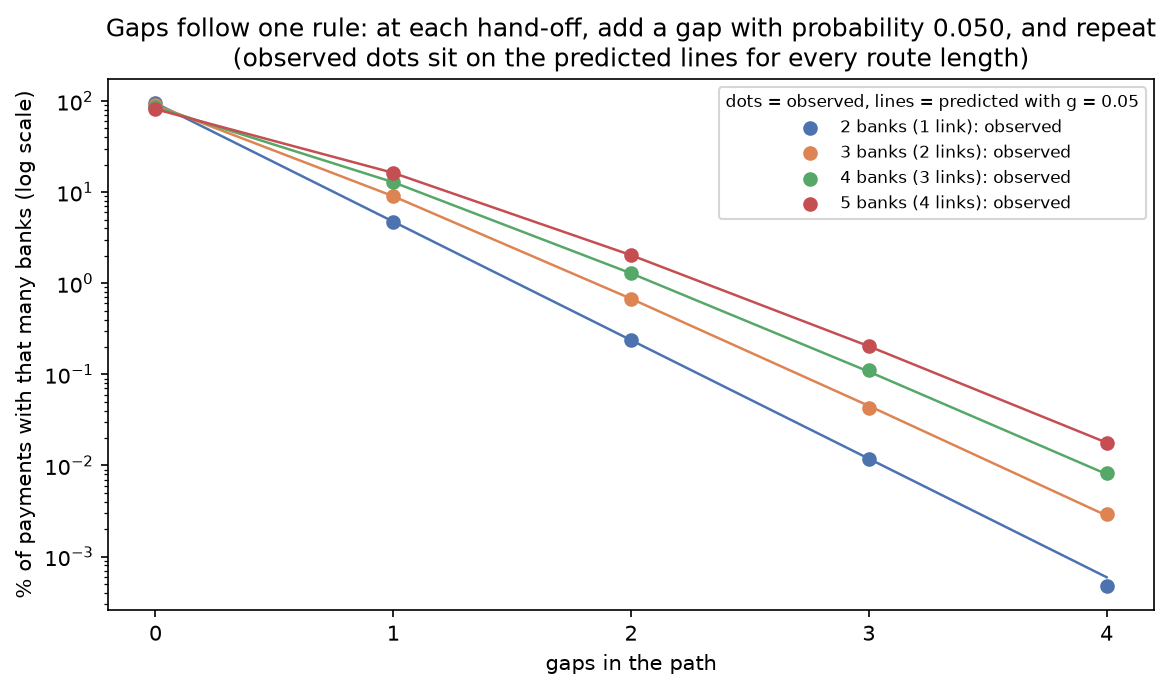 Gaps follow one rule: at each hand-off, add a gap with probability 0.050, and repeat
(observed dots sit on the predicted lines for every route length)
% of payments with that many banks (log scale)
10²
10¹
10⁰
10⁻¹
10⁻²
10⁻³
dots = observed, lines = predicted with g = 0.05
2 banks (1 link): observed
3 banks (2 links): observed
4 banks (3 links): observed
5 banks (4 links): observed
0 1 2 3 4
gaps in the path